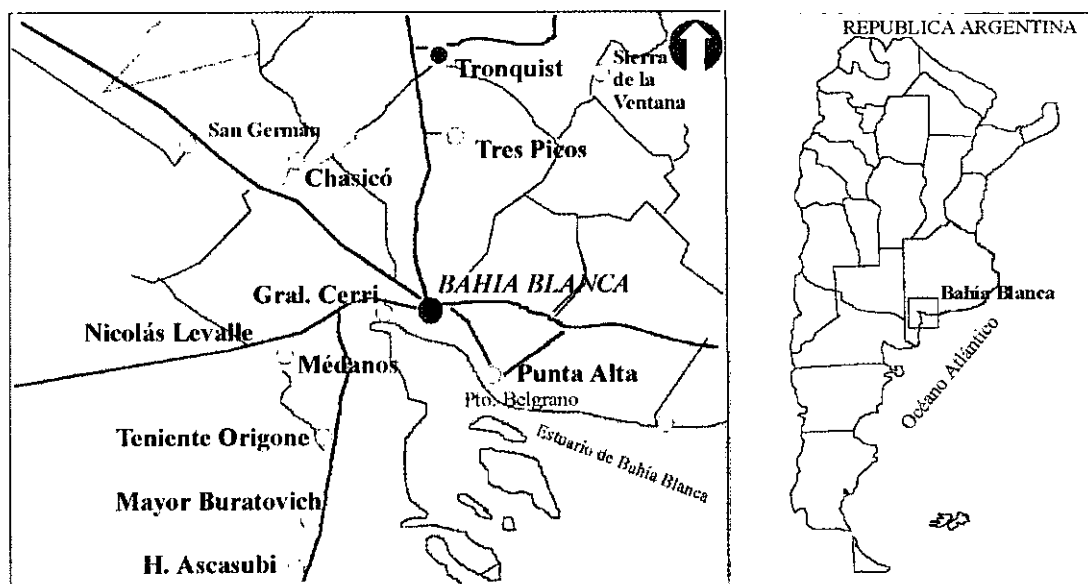 REPUBLICA ARGENTINA
Tronquist
Sierra
de la
Ventana
San Germán
Tres Picos
Chasicó
BAHIA BLANCA
Gral. Cerri
Bahía Blanca
Nicolás Levalle
Médanos
Punta Alta
Pto. Belgrano
Océano Atlántico
Teniente Origone
Estuario de Bahía Blanca
Mayor Buratovich
H. Ascasubi